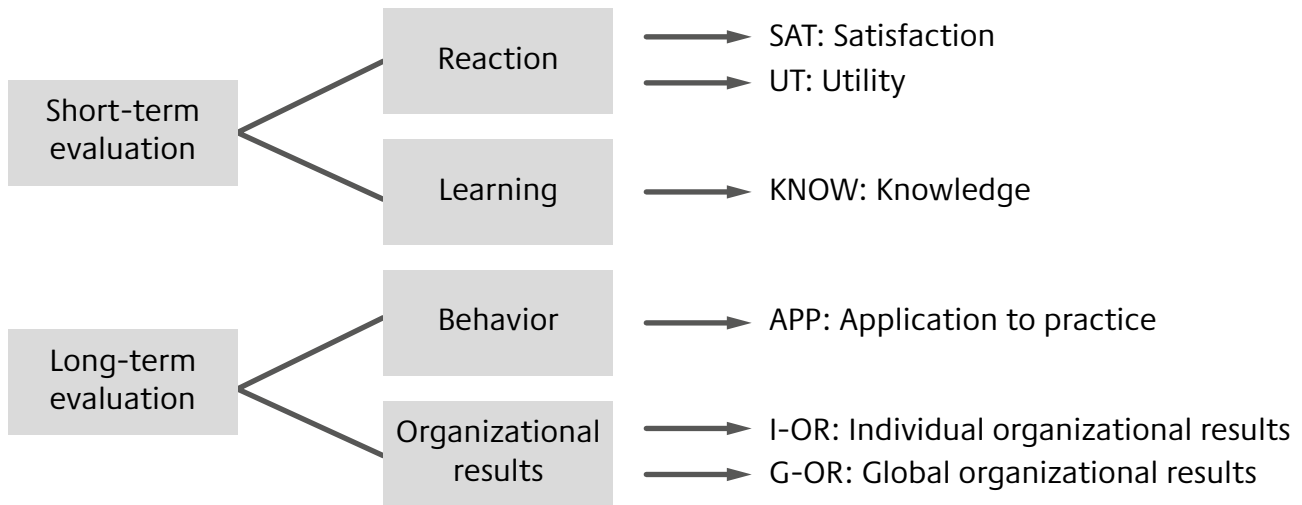 Short-term
evaluation
Reaction
SAT: Satisfaction
UT: Utility
Learning
KNOW: Knowledge
Long-term
evaluation
Behavior
APP: Application to practice
Organizational
results
I-OR: Individual organizational results
G-OR: Global organizational results